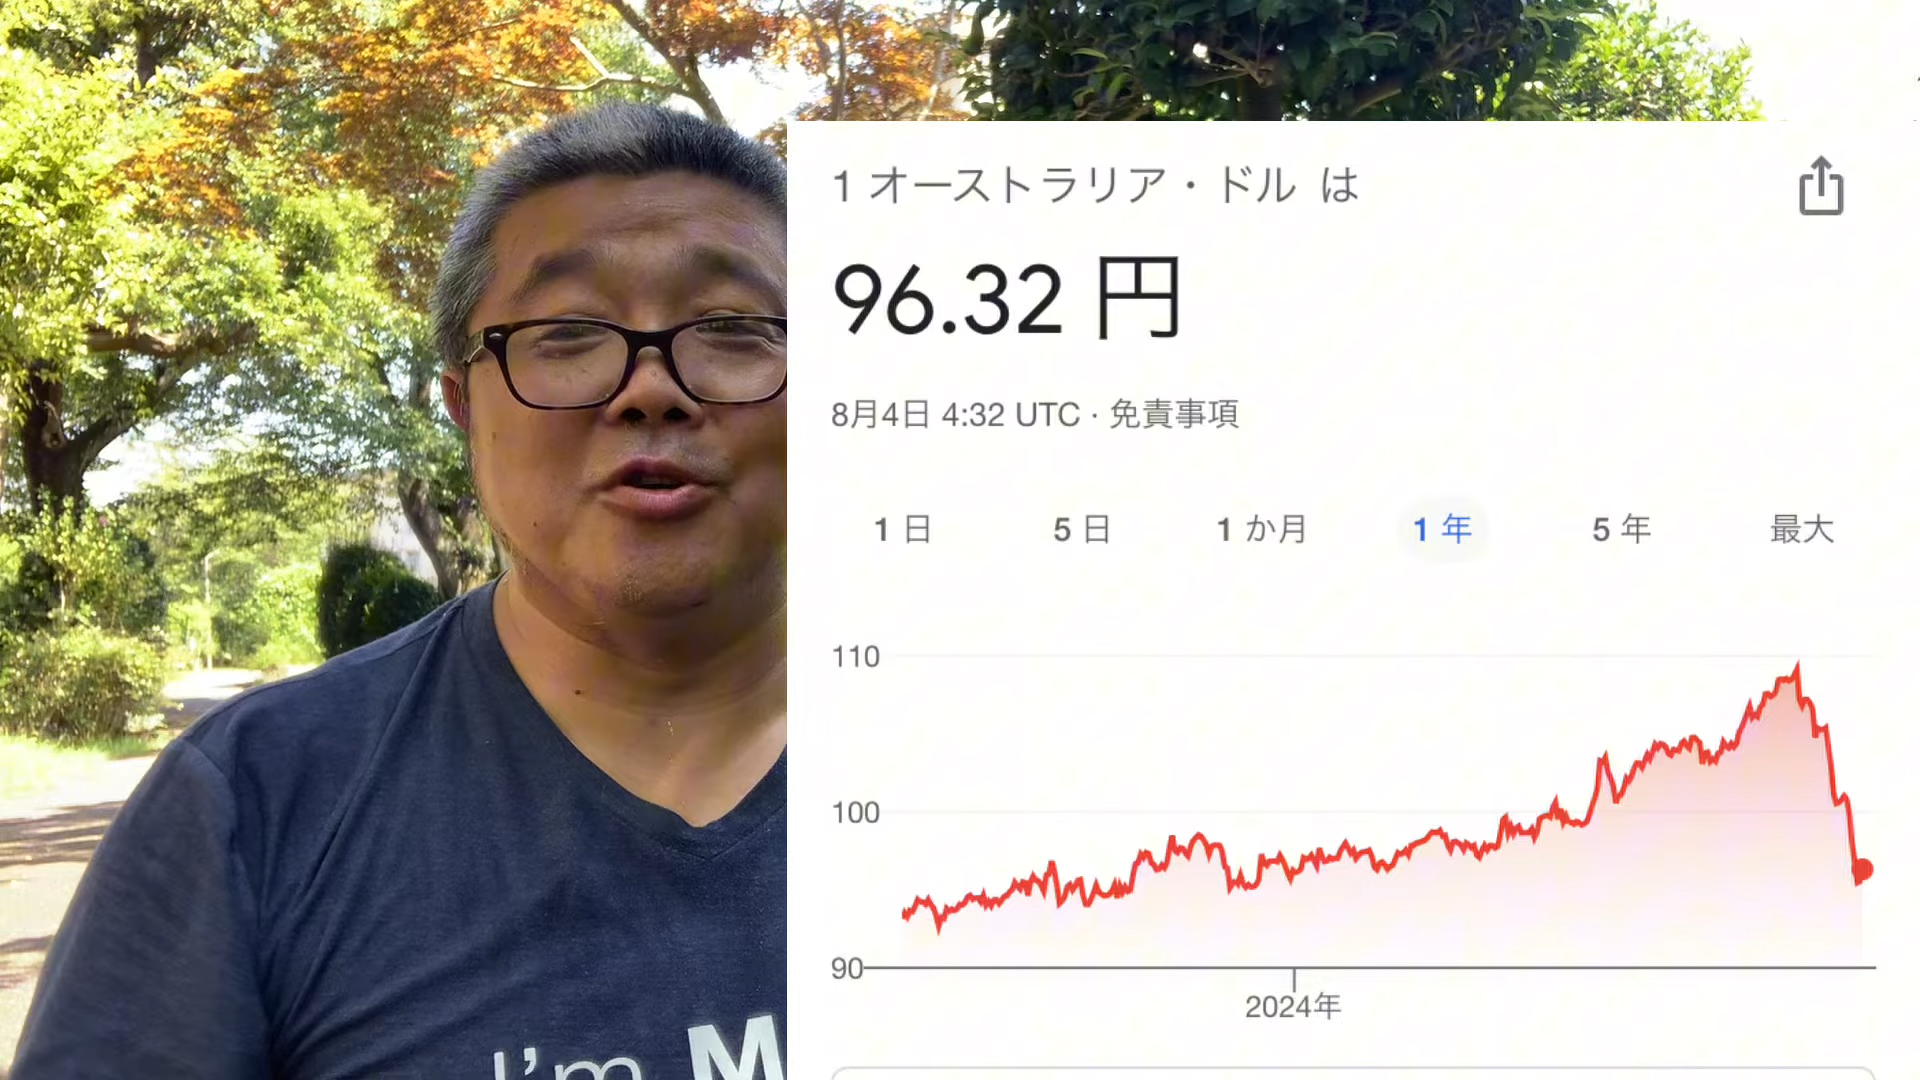 1 オーストラリア・ドル は
96.32 円
8月4日 4:32 UTC · 免責事項
1 日 5 日 1 か月 1 年 5 年 最大
110
100
90
2024年
I'm M